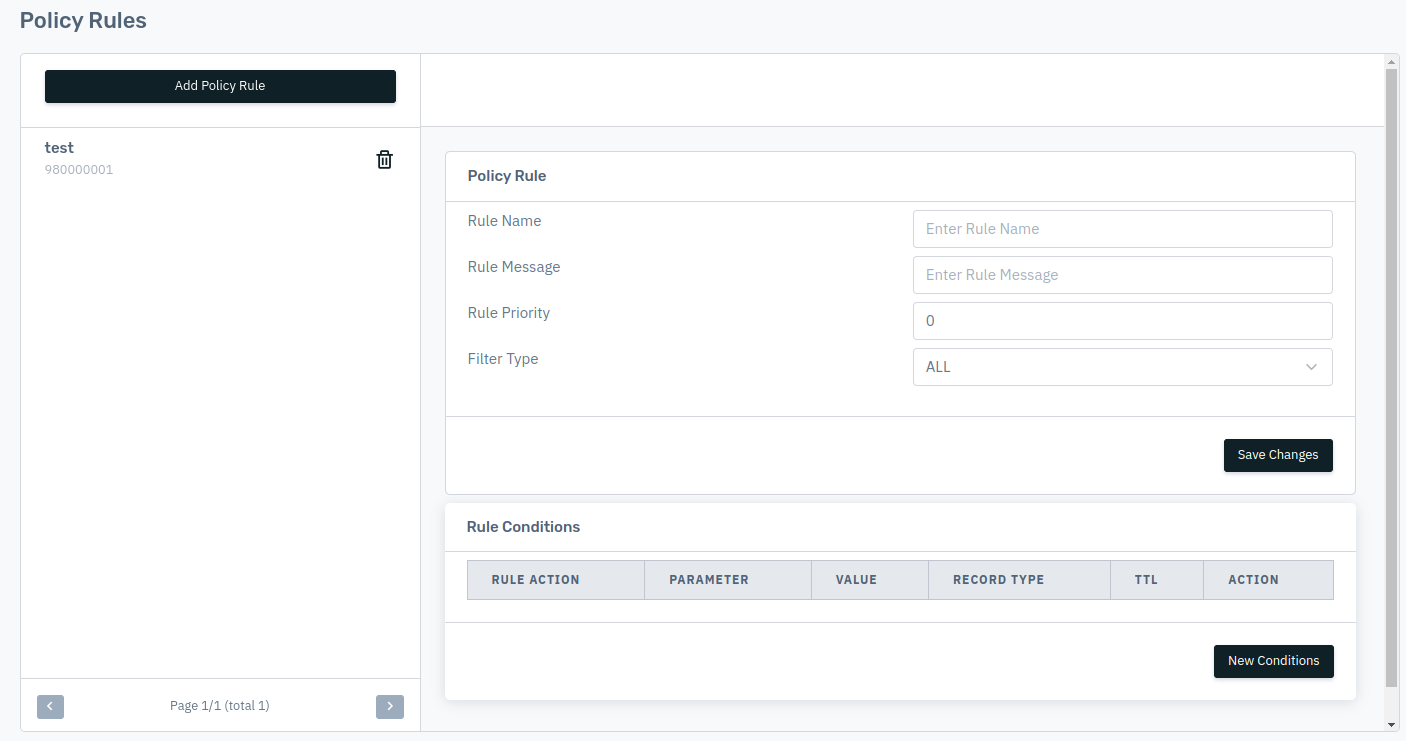 Policy Rules
Add Policy Rule
test
980000001
Page 1/1 (total 1)
Policy Rule
Rule Name
Enter Rule Name
Rule Message
Enter Rule Message
Rule Priority
0
Filter Type
ALL
Save Changes
Rule Conditions
RULE ACTION PARAMETER VALUE RECORD TYPE TTL ACTION
New Conditions